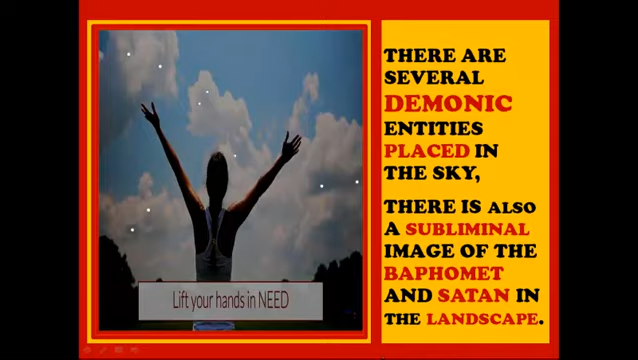 Lift your hands in NEED
THERE ARE
SEVERAL
DEMONIC
ENTITIES
PLACED IN
THE SKY,
THERE IS ALSO
A SUBLIMINAL
IMAGE OF THE
BAPHOMET
AND SATAN IN
THE LANDSCAPE.